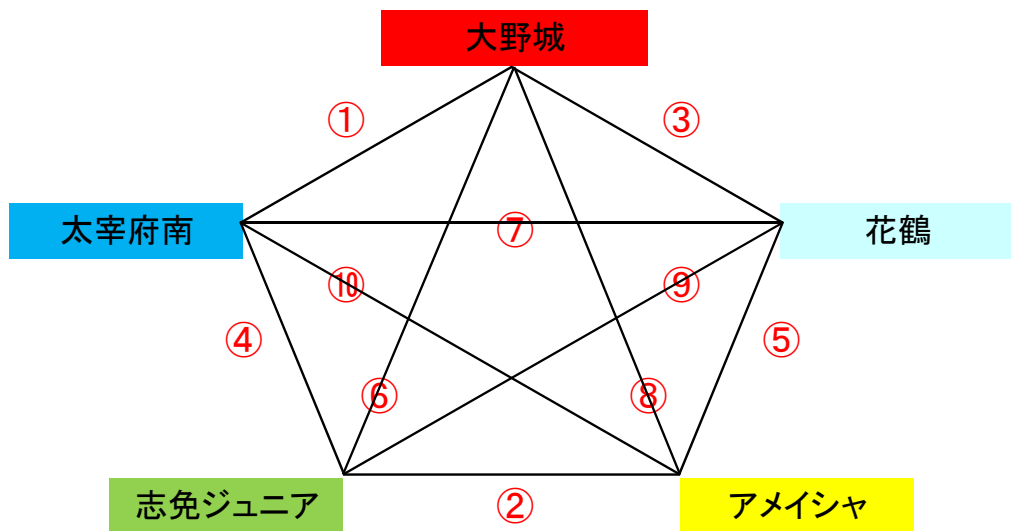 大野城
①
③
太宰府南
⑦
花鶴
⑩
⑨
④
⑤
⑥
⑧
志免ジュニア
②
アメイシャ